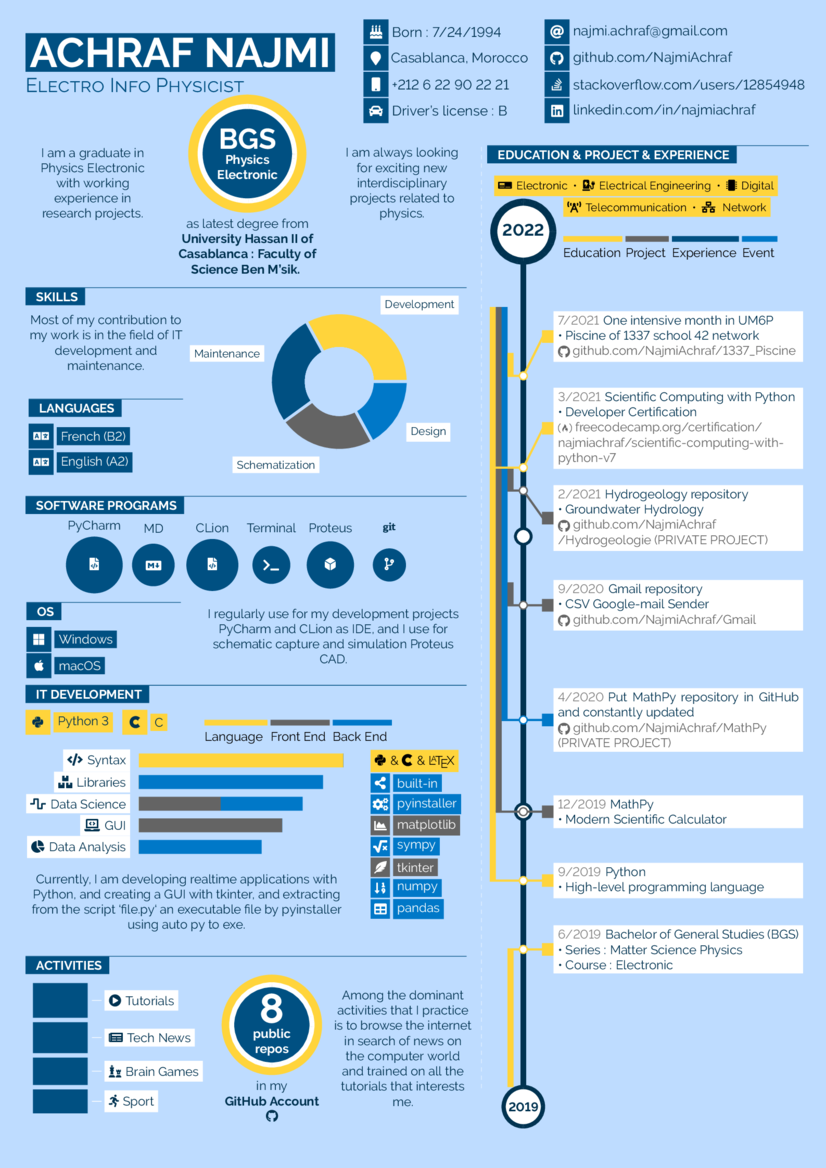 ACHRAF NAJMI
ELECTRO INFO PHYSICIST
Born : 7/24/1994
Casablanca, Morocco
+212 6 22 90 22 21
Driver's license : B
najmi.achraf@gmail.com
github.com/NajmiAchraf
stackoverflow.com/users/12854948
linkedin.com/in/najmiachraf
I am a graduate in
Physics Electronic
with working
experience in
research projects.
BGS
Physics
Electronic
as latest degree from
University Hassan II of
Casablanca : Faculty of
Science Ben M'sik.
I am always looking
for exciting new
interdisciplinary
projects related to
physics.
SKILLS
Most of my contribution to
my work is in the field of IT
development and
maintenance.
Development
Maintenance
Design
Schematization
LANGUAGES
French (B2)
English (A2)
SOFTWARE PROGRAMS
PyCharm
MD
CLion
Terminal
Proteus
git
OS
Windows
macOS
I regularly use for my development projects
PyCharm and CLion as IDE, and I use for
schematic capture and simulation Proteus
CAD.
IT DEVELOPMENT
Python 3
C
Language Front End Back End
Syntax
Libraries
Data Science
GUI
Data Analysis
& C & LATEX
built-in
pyinstaller
matplotlib
sympy
tkinter
numpy
pandas
Currently, I am developing realtime applications with
Python, and creating a GUI with tkinter, and extracting
from the script 'file.py' an executable file by pyinstaller
using auto py to exe.
ACTIVITIES
Tutorials
Tech News
Brain Games
Sport
8
public
repos
in my
GitHub Account
Among the dominant
activities that I practice
is to browse the internet
in search of news on
the computer world
and trained on all the
tutorials that interests
me.
EDUCATION & PROJECT & EXPERIENCE
Electronic • Electrical Engineering • Digital
Telecommunication • Network
2022
Education Project Experience Event
7/2021 One intensive month in UM6P
• Piscine of 1337 school 42 network
github.com/NajmiAchraf/1337_Piscine
3/2021 Scientific Computing with Python
• Developer Certification
freecodecamp.org/certification/
najmiachraf/scientific-computing-with-
python-v7
2/2021 Hydrogeology repository
• Groundwater Hydrology
github.com/NajmiAchraf
/Hydrogeologie (PRIVATE PROJECT)
9/2020 Gmail repository
• CSV Google-mail Sender
github.com/NajmiAchraf/Gmail
4/2020 Put MathPy repository in GitHub
and constantly updated
github.com/NajmiAchraf/MathPy
(PRIVATE PROJECT)
12/2019 MathPy
• Modern Scientific Calculator
9/2019 Python
• High-level programming language
6/2019 Bachelor of General Studies (BGS)
• Series : Matter Science Physics
• Course : Electronic
2019